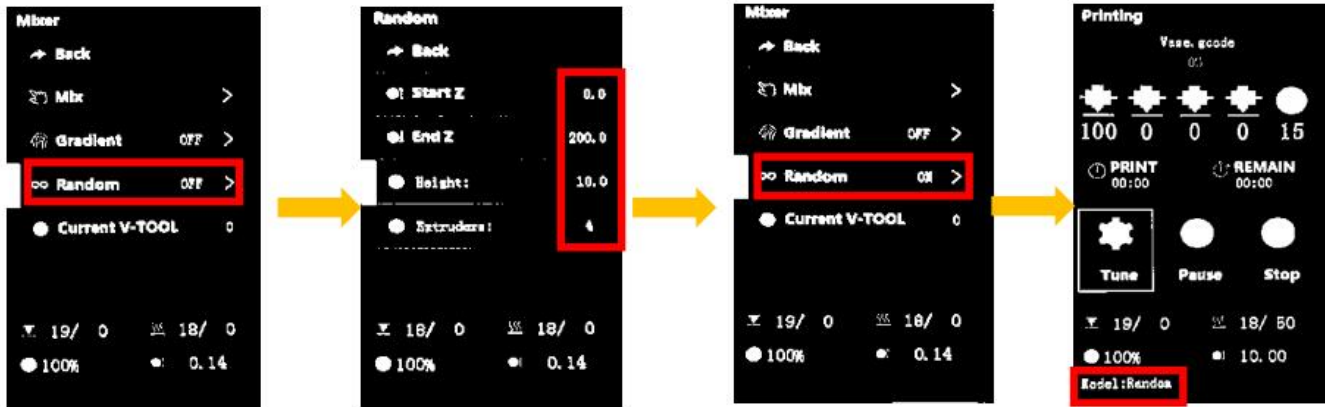 Mixer
Back
Mix >
Gradient OFF >
Random OFF >
Current V-TOOL 0
19/ 0 18/ 0
100% 0.14
Random
Back
Start Z 0.0
End Z 200.0
Height: 10.0
Extruders: 4
18/ 0 18/ 0
100% 0.14
Mixer
Back
Mix >
Gradient OFF >
Random ON >
Current V-TOOL 0
19/ 0 18/ 0
100% 0.14
Printing
Vase.gcode
0%
100 0 0 0 15
PRINT REMAIN
00:00 00:00
Tune Pause Stop
19/ 0 18/ 50
100% 10.00
Model:Random